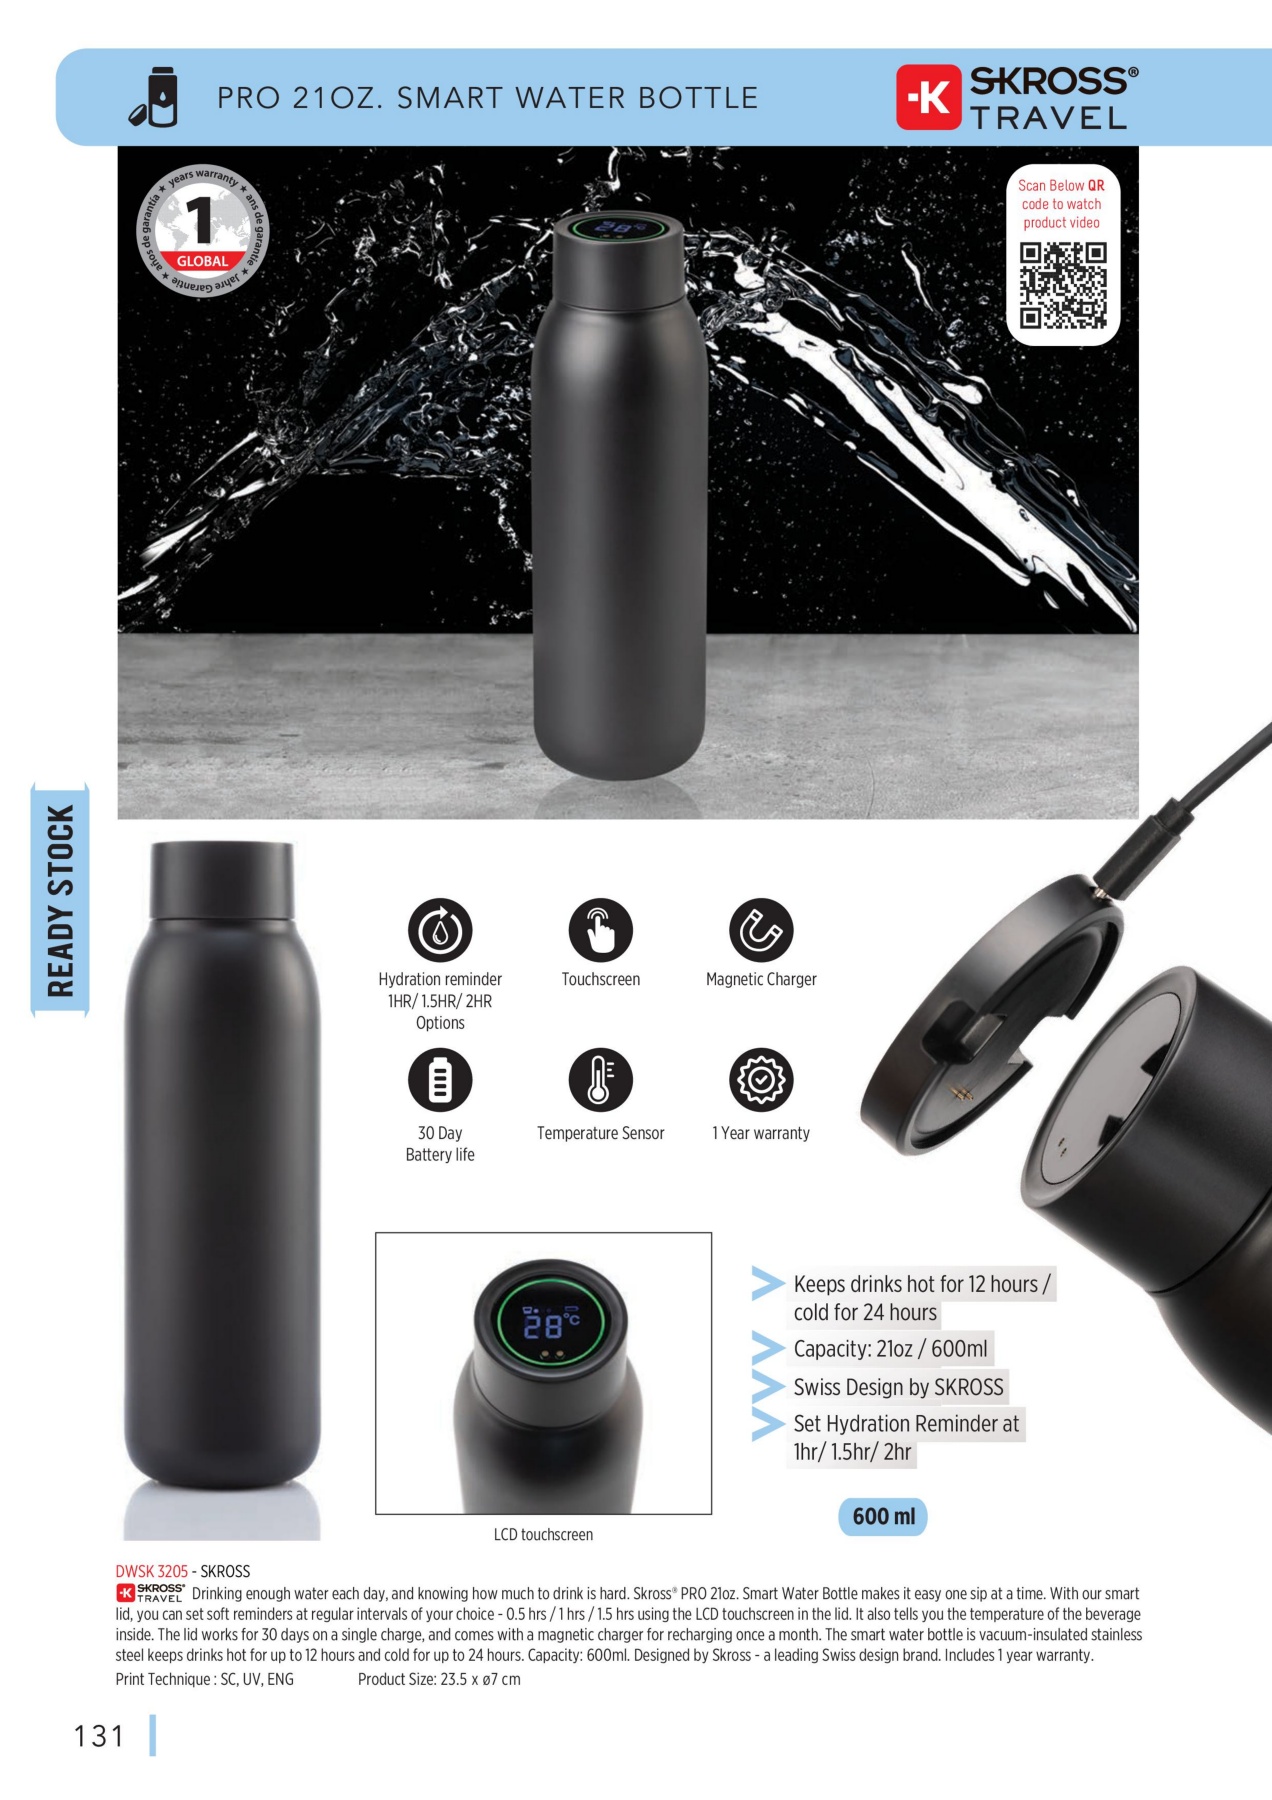 PRO 21OZ. SMART WATER BOTTLE
-K SKROSS®
TRAVEL
years warranty ★ ans de garantie ★ Jahre Garantie ★ años de garantía ★
1
GLOBAL
Scan Below QR
code to watch
product video
28°C
READY STOCK
Hydration reminder
1HR/ 1.5HR/ 2HR
Options
Touchscreen
Magnetic Charger
30 Day
Battery life
Temperature Sensor
1 Year warranty
28°C
LCD touchscreen
Keeps drinks hot for 12 hours /
cold for 24 hours
Capacity: 21oz / 600ml
Swiss Design by SKROSS
Set Hydration Reminder at
1hr/ 1.5hr/ 2hr
600 ml
DWSK 3205 - SKROSS
-K SKROSS® TRAVEL Drinking enough water each day, and knowing how much to drink is hard. Skross® PRO 21oz. Smart Water Bottle makes it easy one sip at a time. With our smart
lid, you can set soft reminders at regular intervals of your choice - 0.5 hrs / 1 hrs / 1.5 hrs using the LCD touchscreen in the lid. It also tells you the temperature of the beverage
inside. The lid works for 30 days on a single charge, and comes with a magnetic charger for recharging once a month. The smart water bottle is vacuum-insulated stainless
steel keeps drinks hot for up to 12 hours and cold for up to 24 hours. Capacity: 600ml. Designed by Skross - a leading Swiss design brand. Includes 1 year warranty.
Print Technique : SC, UV, ENG Product Size: 23.5 x ø7 cm
131